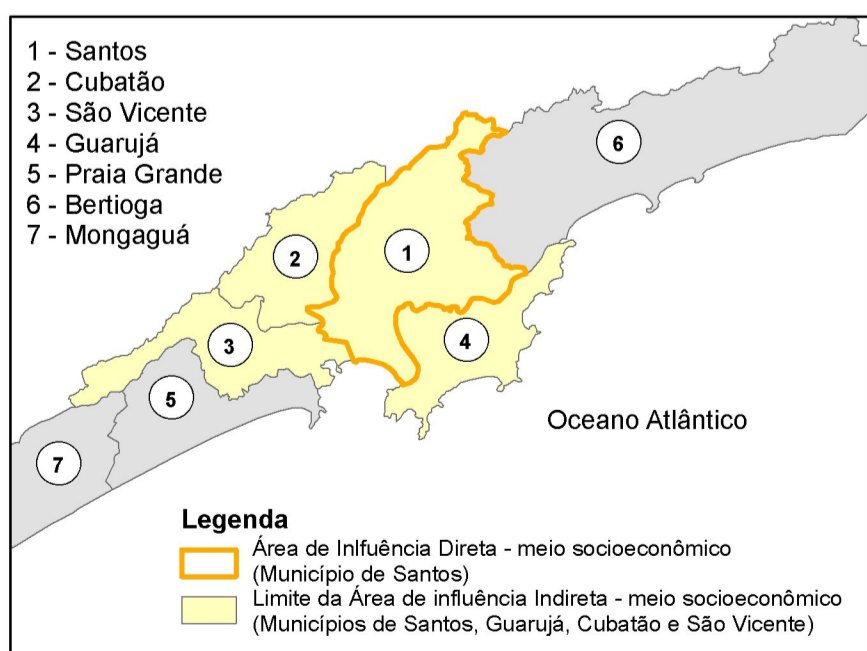 1 - Santos
2 - Cubatão
3 - São Vicente
4 - Guarujá
5 - Praia Grande
6 - Bertioga
7 - Mongaguá
6
1
2
4
3
5
7
Oceano Atlântico
Legenda
Área de Inlfuência Direta - meio socioeconômico
(Município de Santos)
Limite da Área de influência Indireta - meio socioeconômico
(Municípios de Santos, Guarujá, Cubatão e São Vicente)